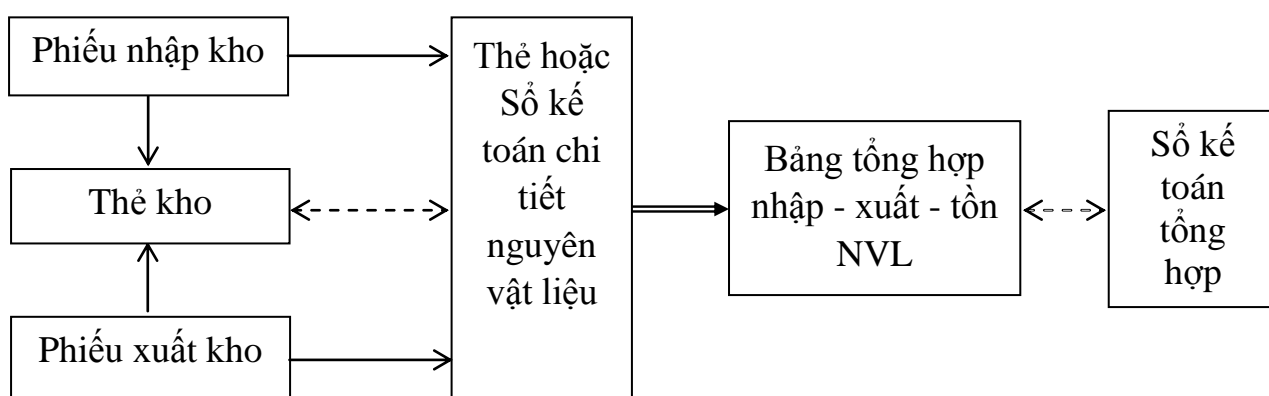 Phiếu nhập kho
Thẻ kho
Phiếu xuất kho
Thẻ hoặc
Sổ kế
toán chi
tiết
nguyên
vật liệu
Bảng tổng hợp
nhập - xuất - tồn
NVL
Sổ kế
toán
tổng
hợp